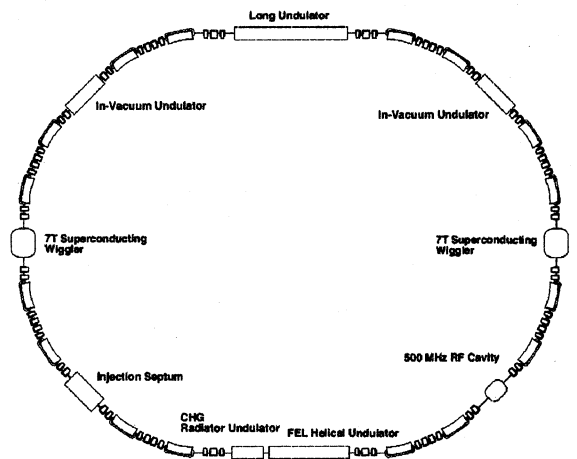 Long Undulator
In-Vacuum Undulator
In-Vacuum Undulator
7T Superconducting
Wiggler
7T Superconducting
Wiggler
500 MHz RF Cavity
Injection Septum
CHG
Radiator Undulator
FEL Helical Undulator